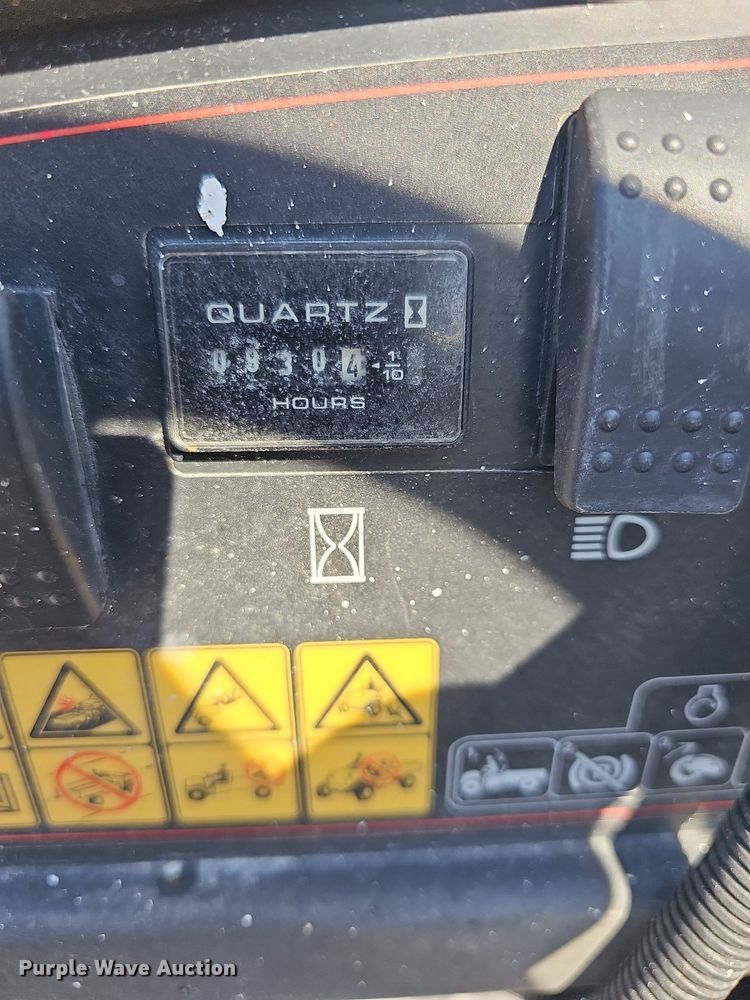 QUARTZ
09304 1/10
HOURS
Purple Wave Auction